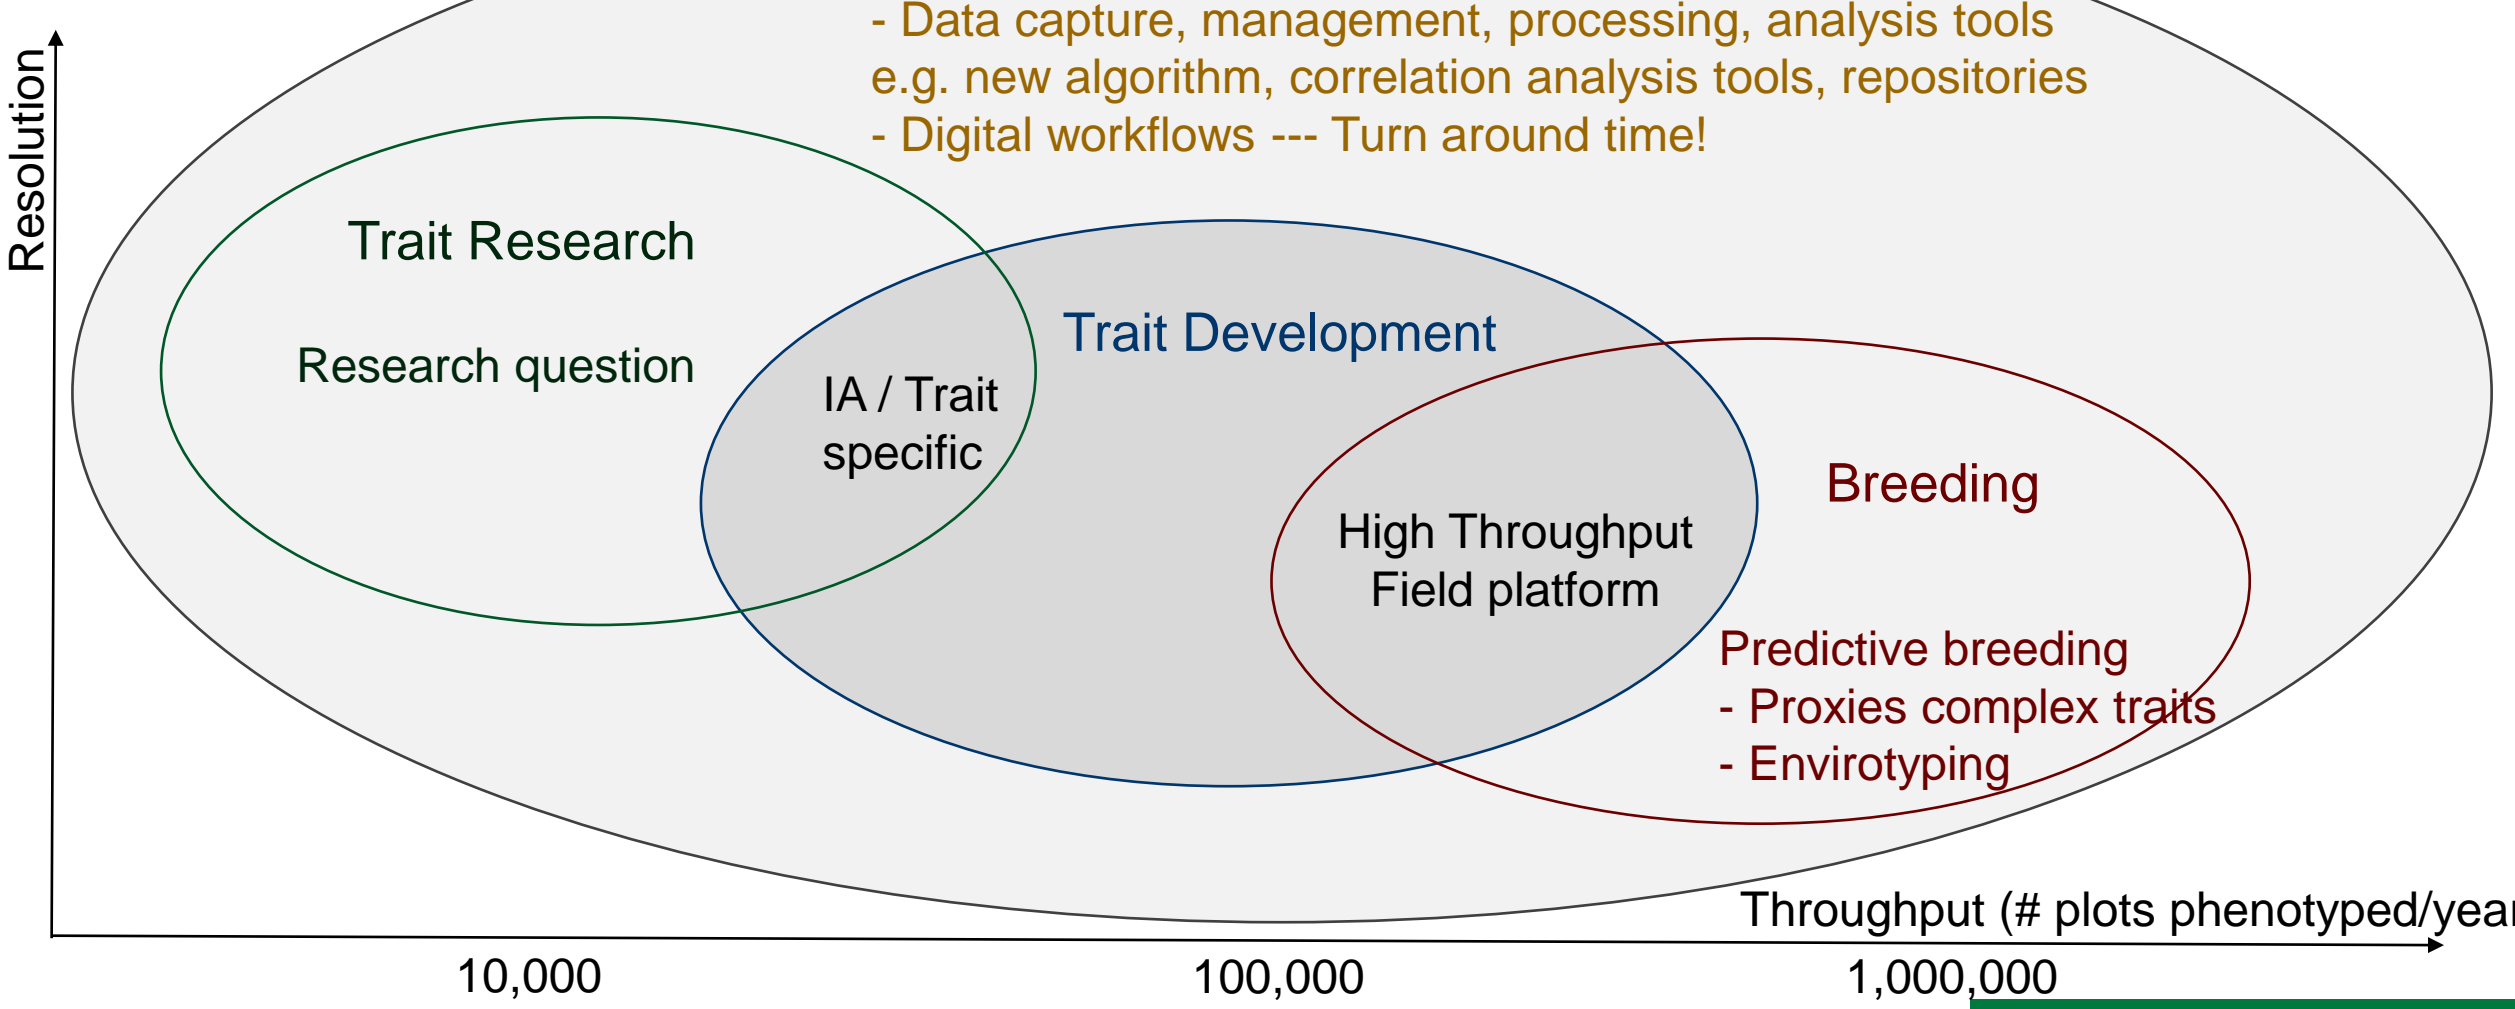 - Data capture, management, processing, analysis tools
e.g. new algorithm, correlation analysis tools, repositories
- Digital workflows --- Turn around time!
Resolution
Trait Research
Research question
Trait Development
IA / Trait
specific
High Throughput
Field platform
Breeding
Predictive breeding
- Proxies complex traits
- Envirotyping
Throughput (# plots phenotyped/year
10,000
100,000
1,000,000